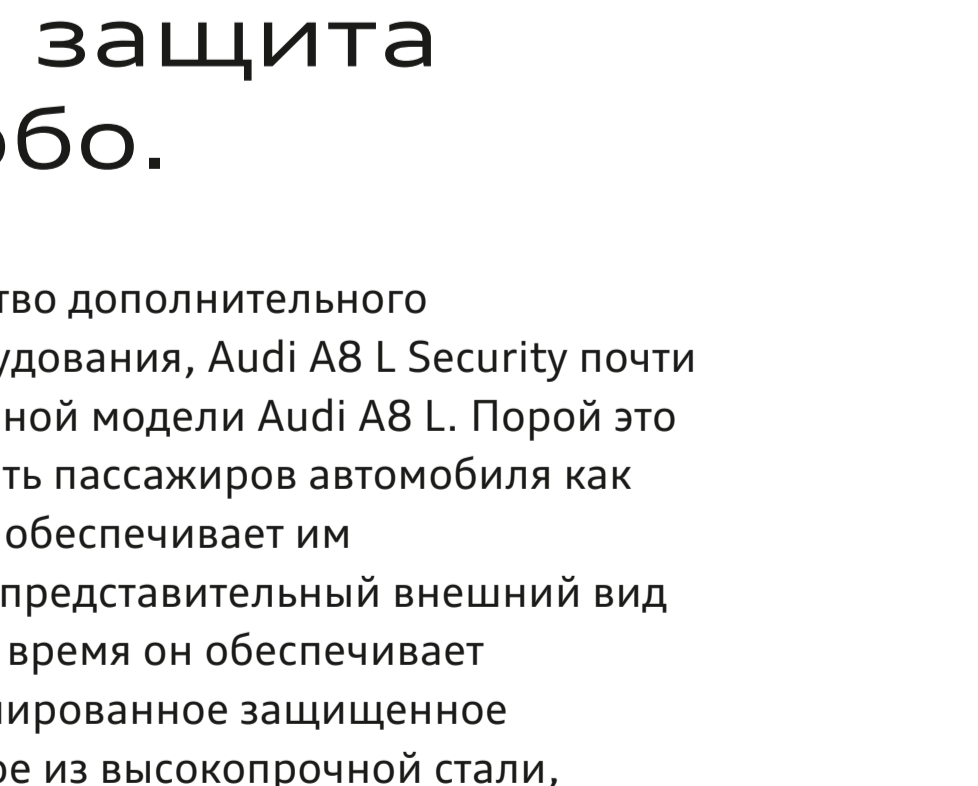 защита
обо.
тво дополнительного
удования, Audi A8 L Security почти
ной модели Audi A8 L. Порой это
ть пассажиров автомобиля как
обеспечивает им
представительный внешний вид
время он обеспечивает
ированное защищенное
ре из высокопрочной стали,